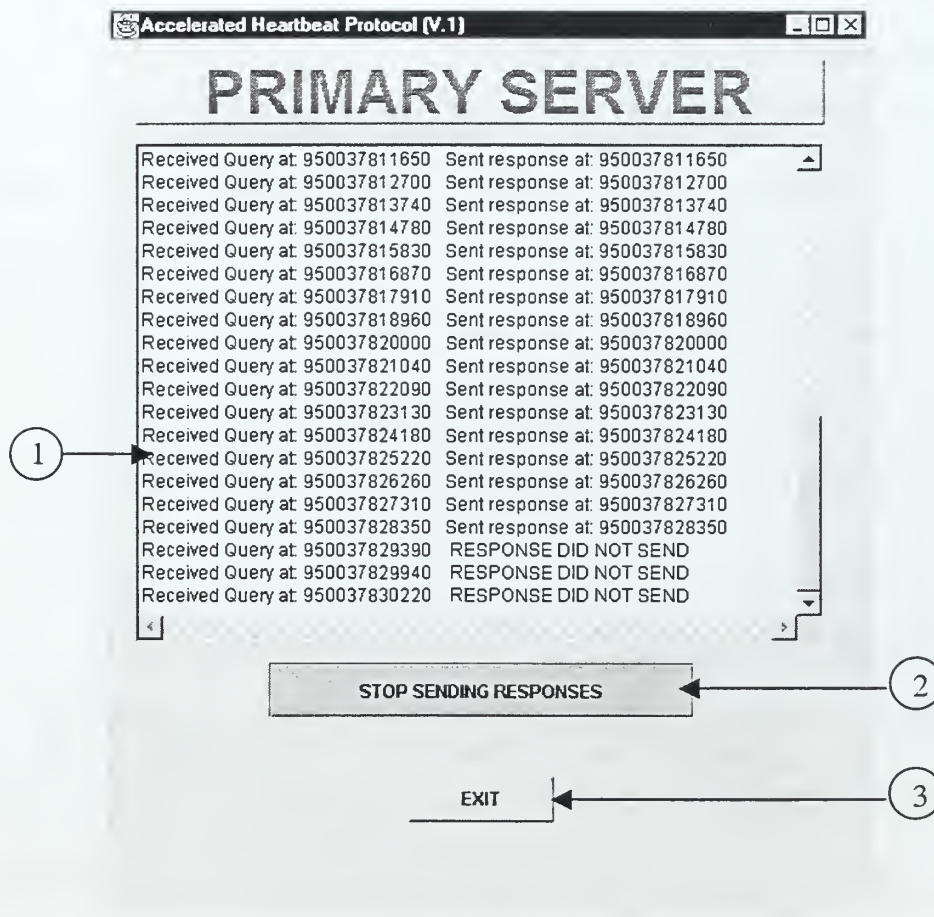 Accelerated Heartbeat Protocol (V.1)
PRIMARY SERVER
Received Query at: 950037811650 Sent response at: 950037811650
Received Query at: 950037812700 Sent response at: 950037812700
Received Query at: 950037813740 Sent response at: 950037813740
Received Query at: 950037814780 Sent response at: 950037814780
Received Query at: 950037815830 Sent response at: 950037815830
Received Query at: 950037816870 Sent response at: 950037816870
Received Query at: 950037817910 Sent response at: 950037817910
Received Query at: 950037818960 Sent response at: 950037818960
Received Query at: 950037820000 Sent response at: 950037820000
Received Query at: 950037821040 Sent response at: 950037821040
Received Query at: 950037822090 Sent response at: 950037822090
Received Query at: 950037823130 Sent response at: 950037823130
Received Query at: 950037824180 Sent response at: 950037824180
1
Received Query at: 950037825220 Sent response at: 950037825220
Received Query at: 950037826260 Sent response at: 950037826260
Received Query at: 950037827310 Sent response at: 950037827310
Received Query at: 950037828350 Sent response at: 950037828350
Received Query at: 950037829390 RESPONSE DID NOT SEND
Received Query at: 950037829940 RESPONSE DID NOT SEND
Received Query at: 950037830220 RESPONSE DID NOT SEND
STOP SENDING RESPONSES
2
EXIT
3